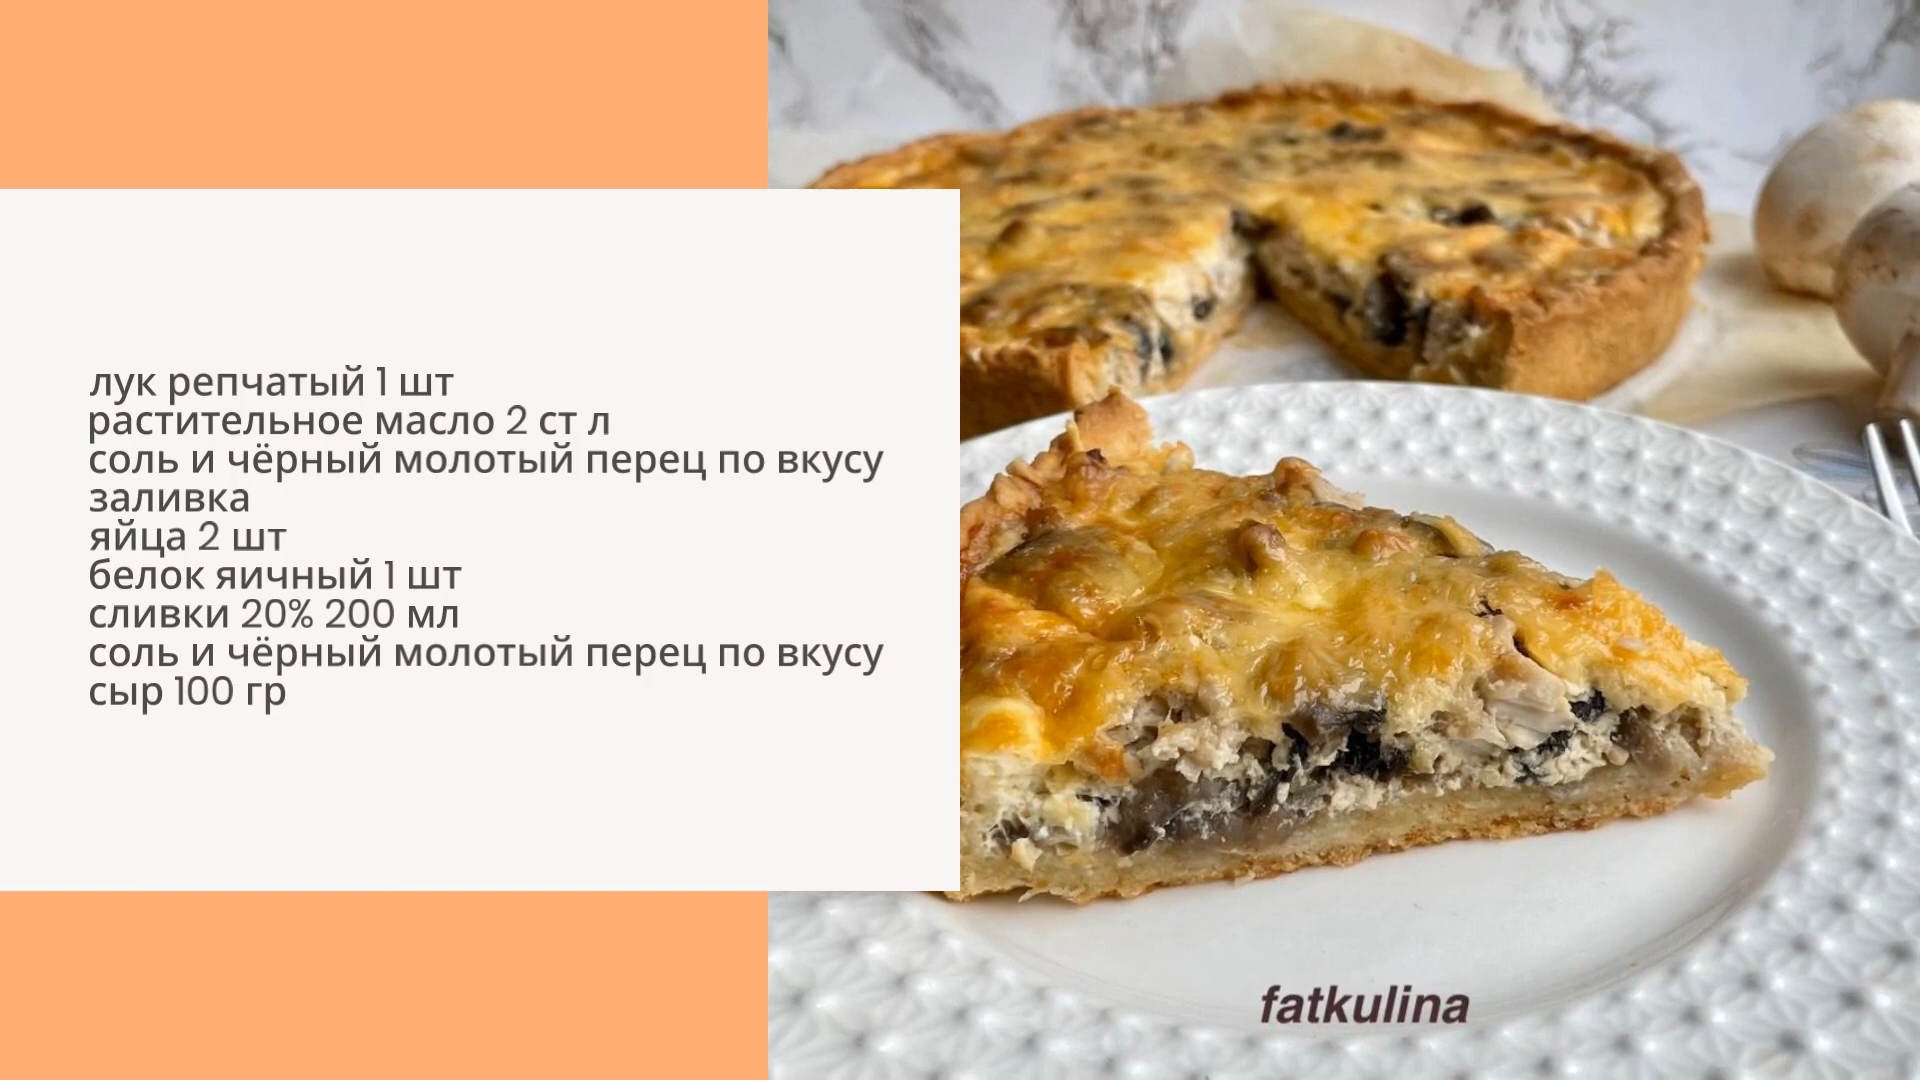 лук репчатый 1 шт
растительное масло 2 ст л
соль и чёрный молотый перец по вкусу
заливка
яйца 2 шт
белок яичный 1 шт
сливки 20% 200 мл
соль и чёрный молотый перец по вкусу
сыр 100 гр
fatkulina